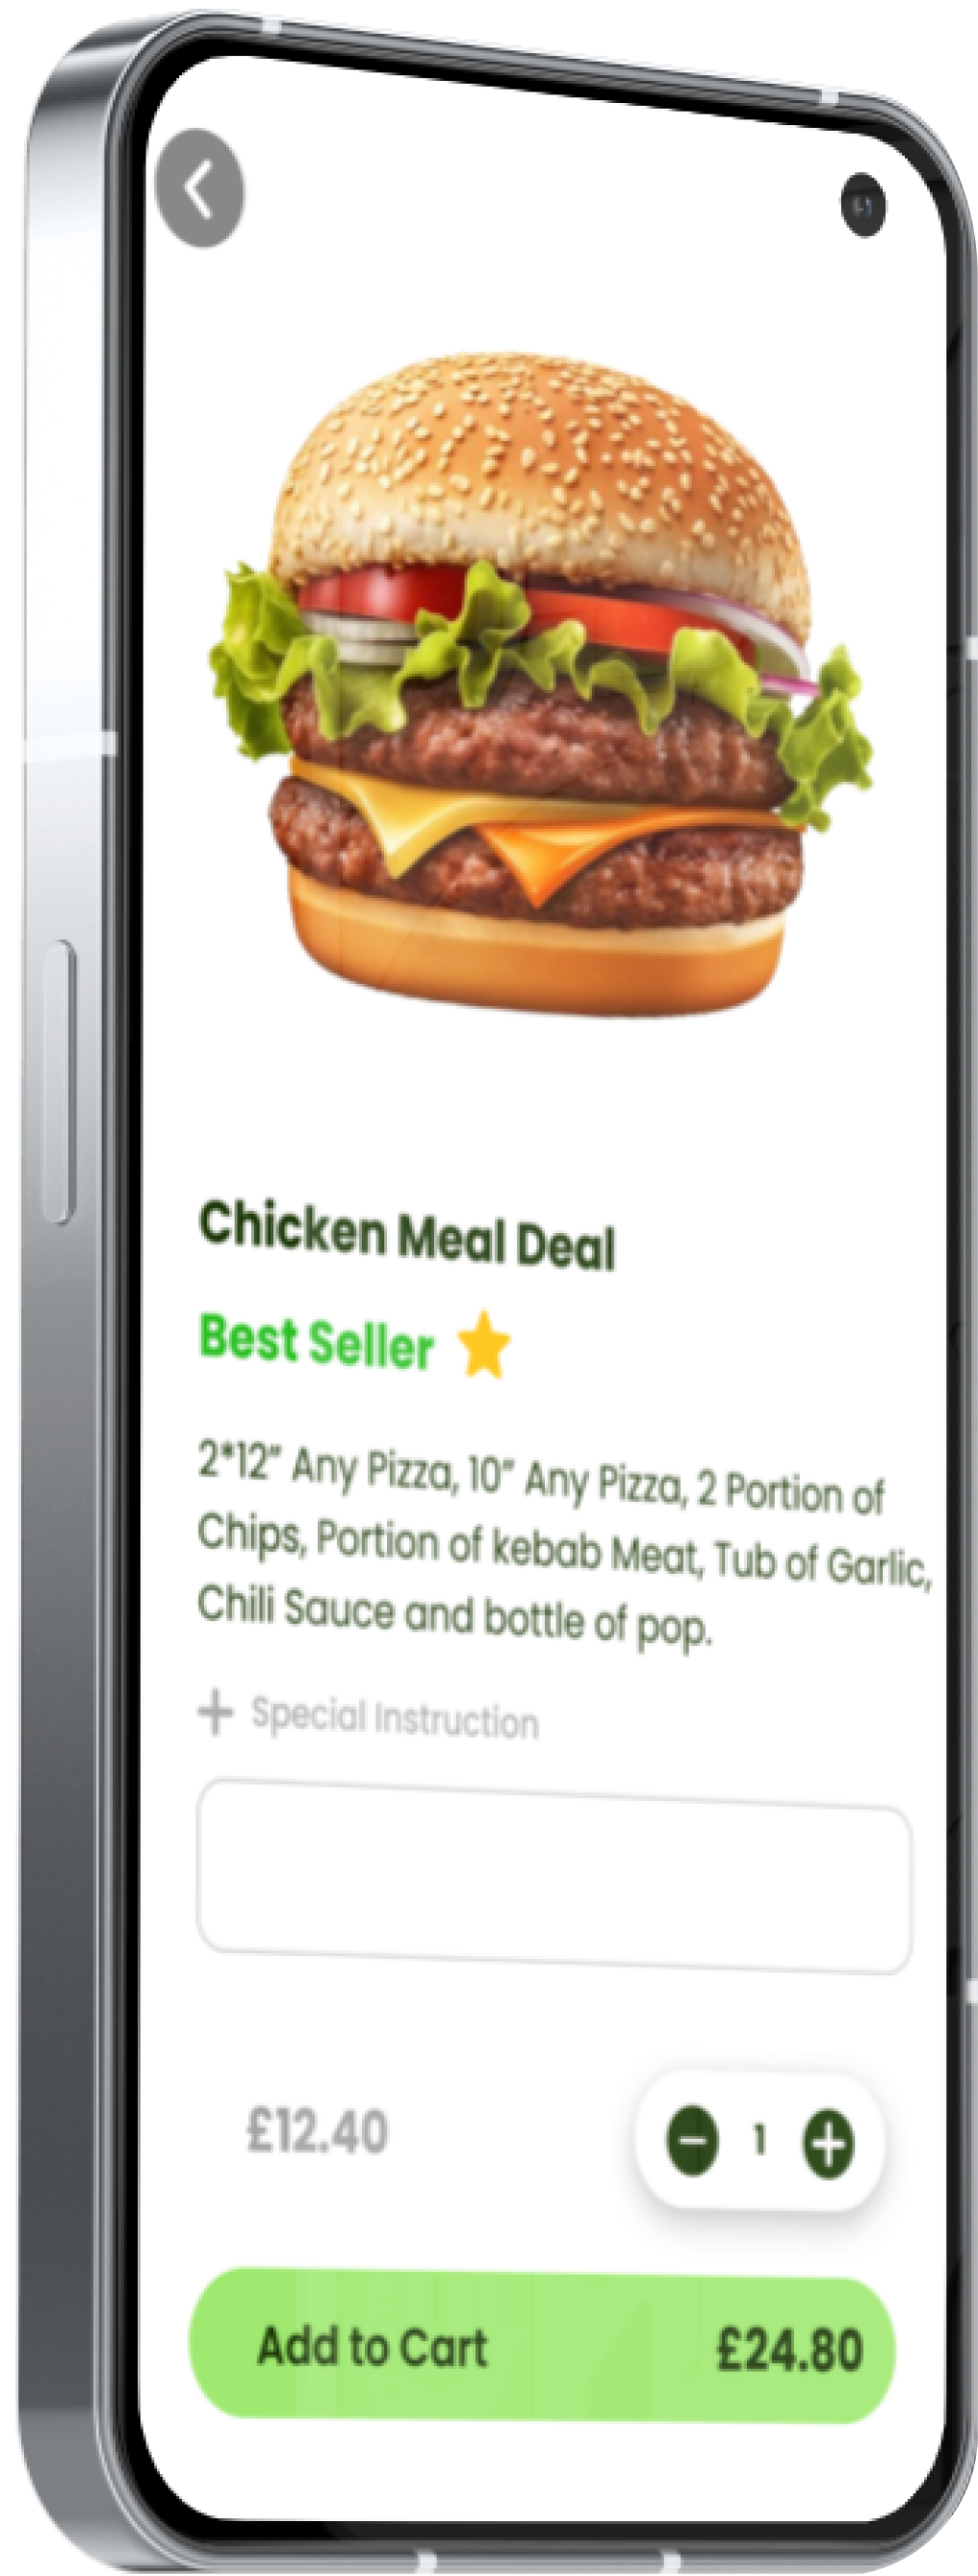 Chicken Meal Deal
Best Seller
2*12" Any Pizza, 10" Any Pizza, 2 Portion of
Chips, Portion of kebab Meat, Tub of Garlic,
Chili Sauce and bottle of pop.
+ Special Instruction
£12.40
− 1 +
Add to Cart £24.80